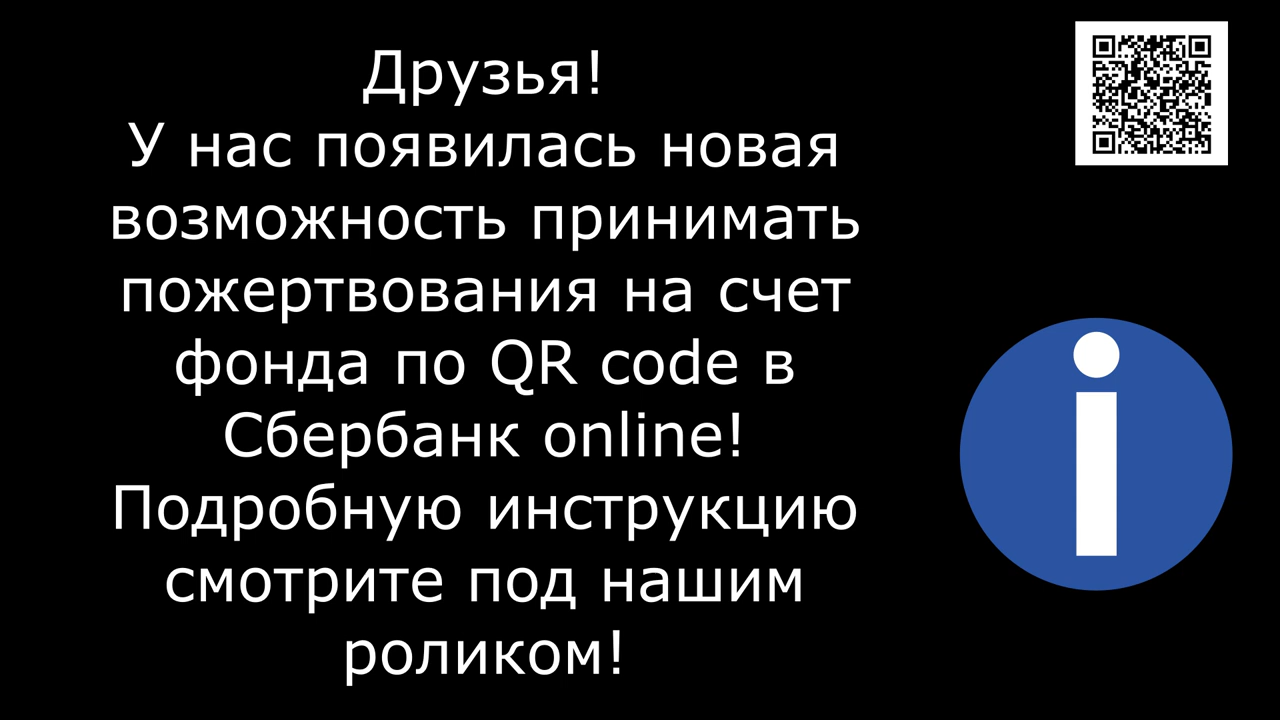 Друзья!
У нас появилась новая
возможность принимать
пожертвования на счет
фонда по QR code в
Сбербанк online!
Подробную инструкцию
смотрите под нашим
роликом!